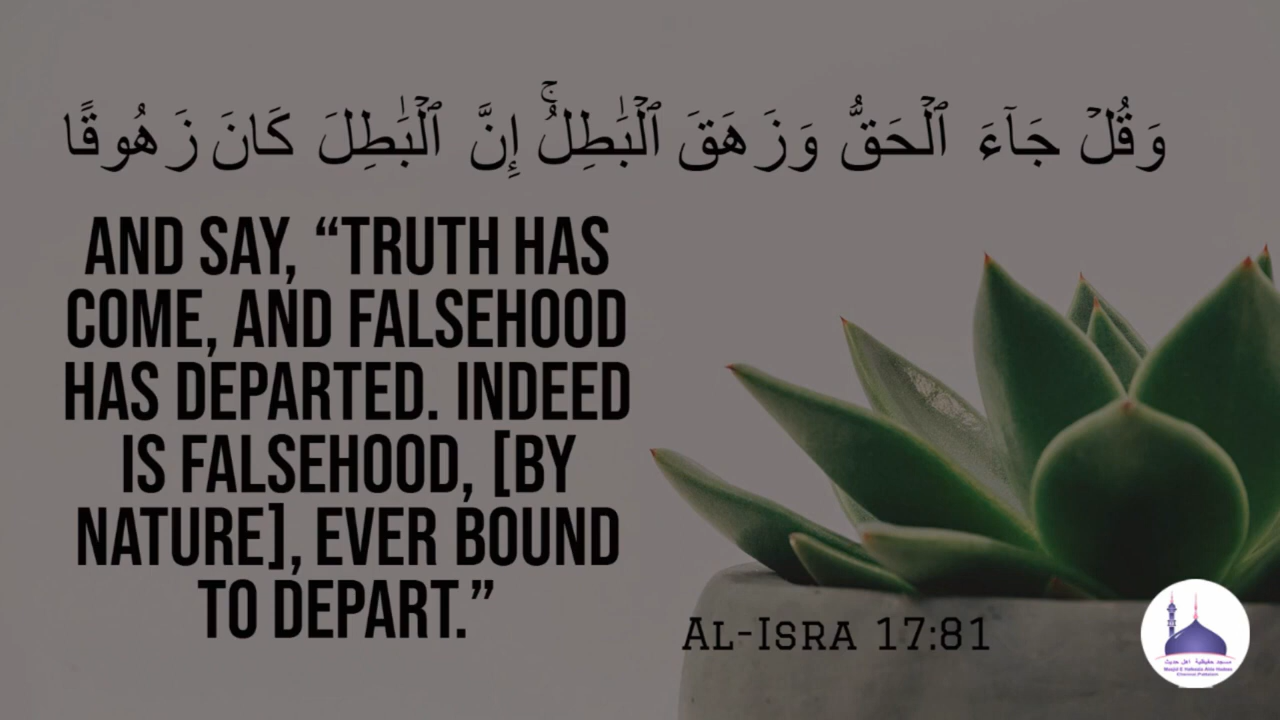 وَقُلۡ جَآءَ ٱلۡحَقُّ وَزَهَقَ ٱلۡبَٰطِلُۚ إِنَّ ٱلۡبَٰطِلَ كَانَ زَهُوقٗا
AND SAY, “TRUTH HAS
COME, AND FALSEHOOD
HAS DEPARTED. INDEED
IS FALSEHOOD, [BY
NATURE], EVER BOUND
TO DEPART.”
AL-ISRA 17:81